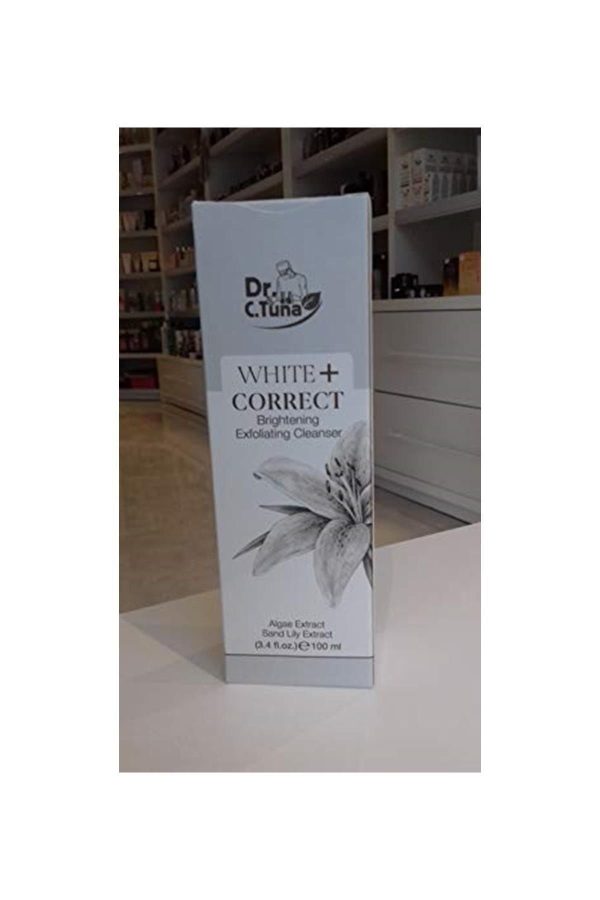 Dr.
C.Tuna
WHITE+
CORRECT
Brightening
Exfoliating Cleanser
Algae Extract
Sand Lily Extract
(3.4 fl.oz.) ℮ 100 ml